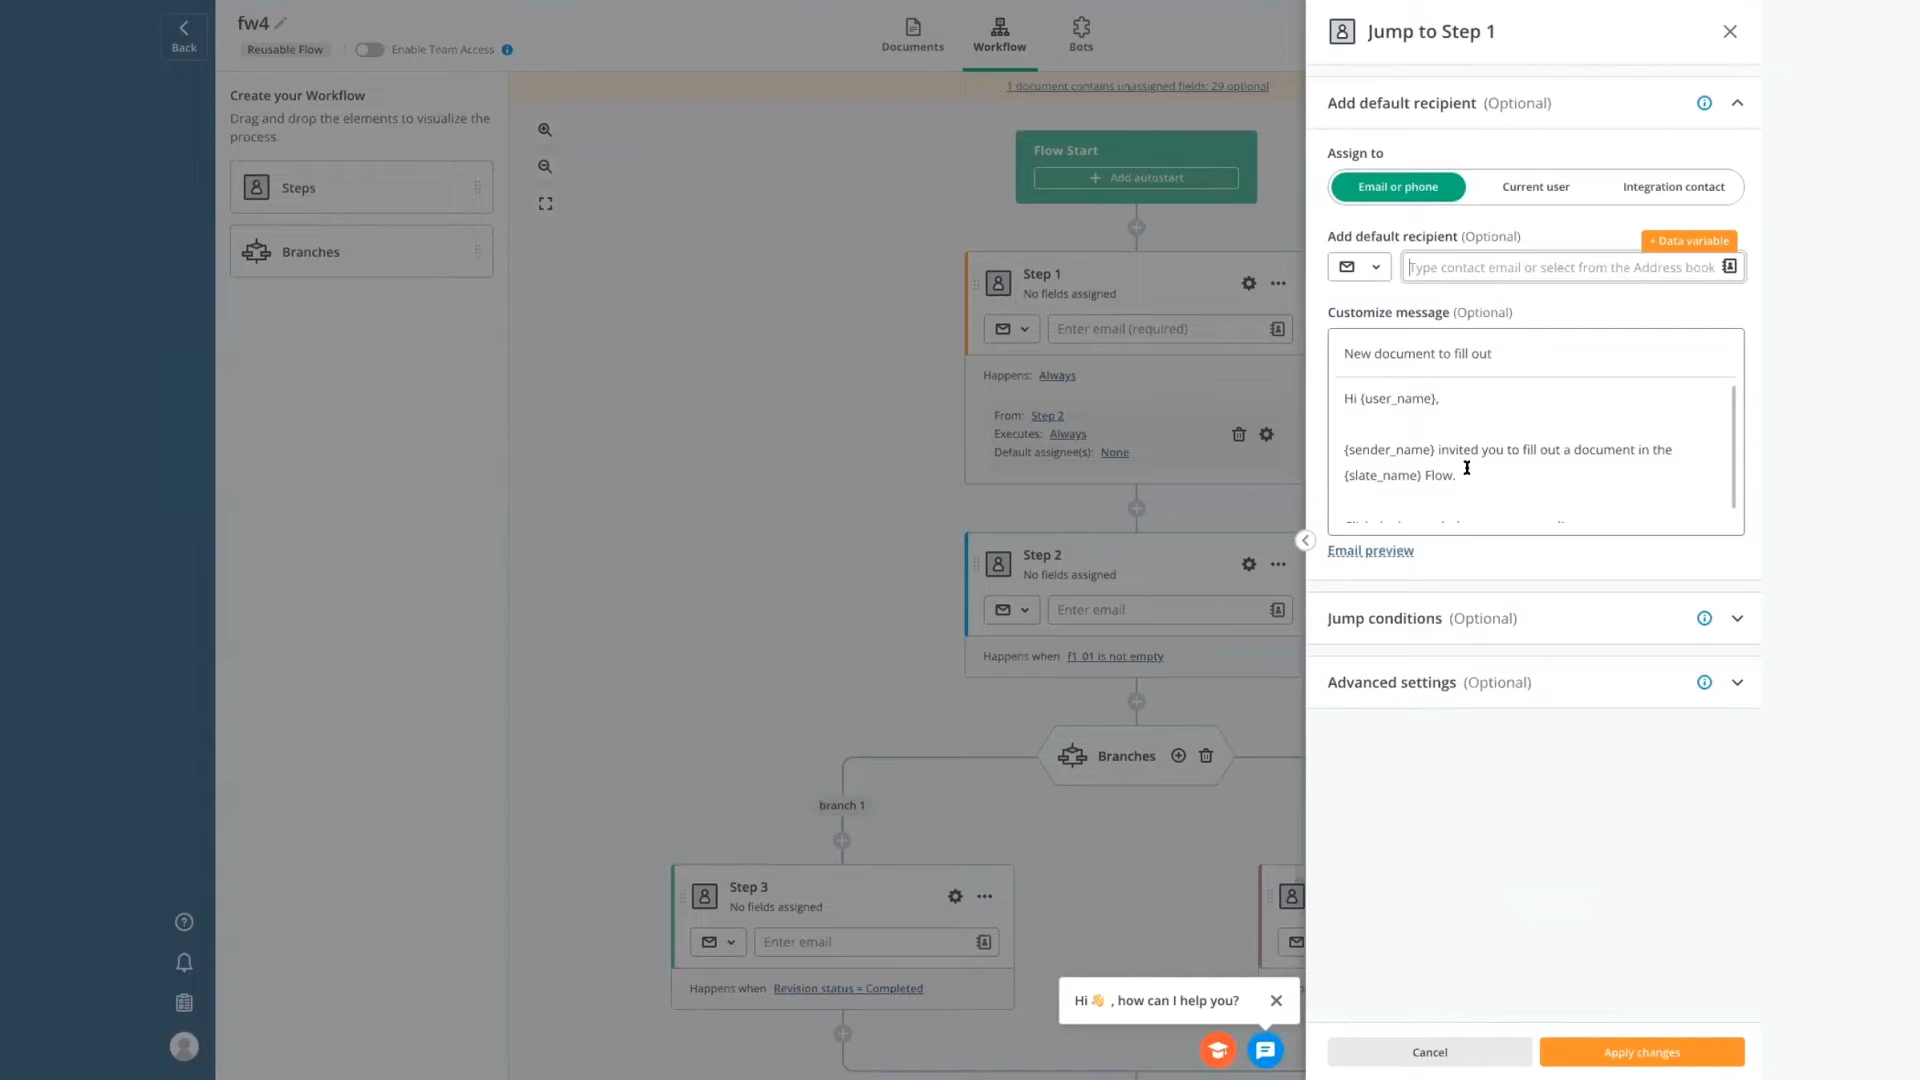 Back
fw4
Reusable Flow
Enable Team Access
Documents
Workflow
Bots
Create your Workflow
Drag and drop the elements to visualize the
process.
Steps
Branches
1 document contains unassigned fields: 29 optional
Flow Start
+ Add autostart
Step 1
No fields assigned
Enter email (required)
Happens: Always
From: Step 2
Executes: Always
Default assignee(s): None
Step 2
No fields assigned
Enter email
Happens when f1_01 is not empty
Branches
branch 1
Step 3
No fields assigned
Enter email
Happens when Revision status = Completed
Hi 👋 , how can I help you?
Jump to Step 1
Add default recipient (Optional)
Assign to
Email or phone
Current user
Integration contact
Add default recipient (Optional)
+ Data variable
Type contact email or select from the Address book
Customize message (Optional)
New document to fill out
Hi {user_name},
{sender_name} invited you to fill out a document in the
{slate_name} Flow.
Email preview
Jump conditions (Optional)
Advanced settings (Optional)
Cancel
Apply changes